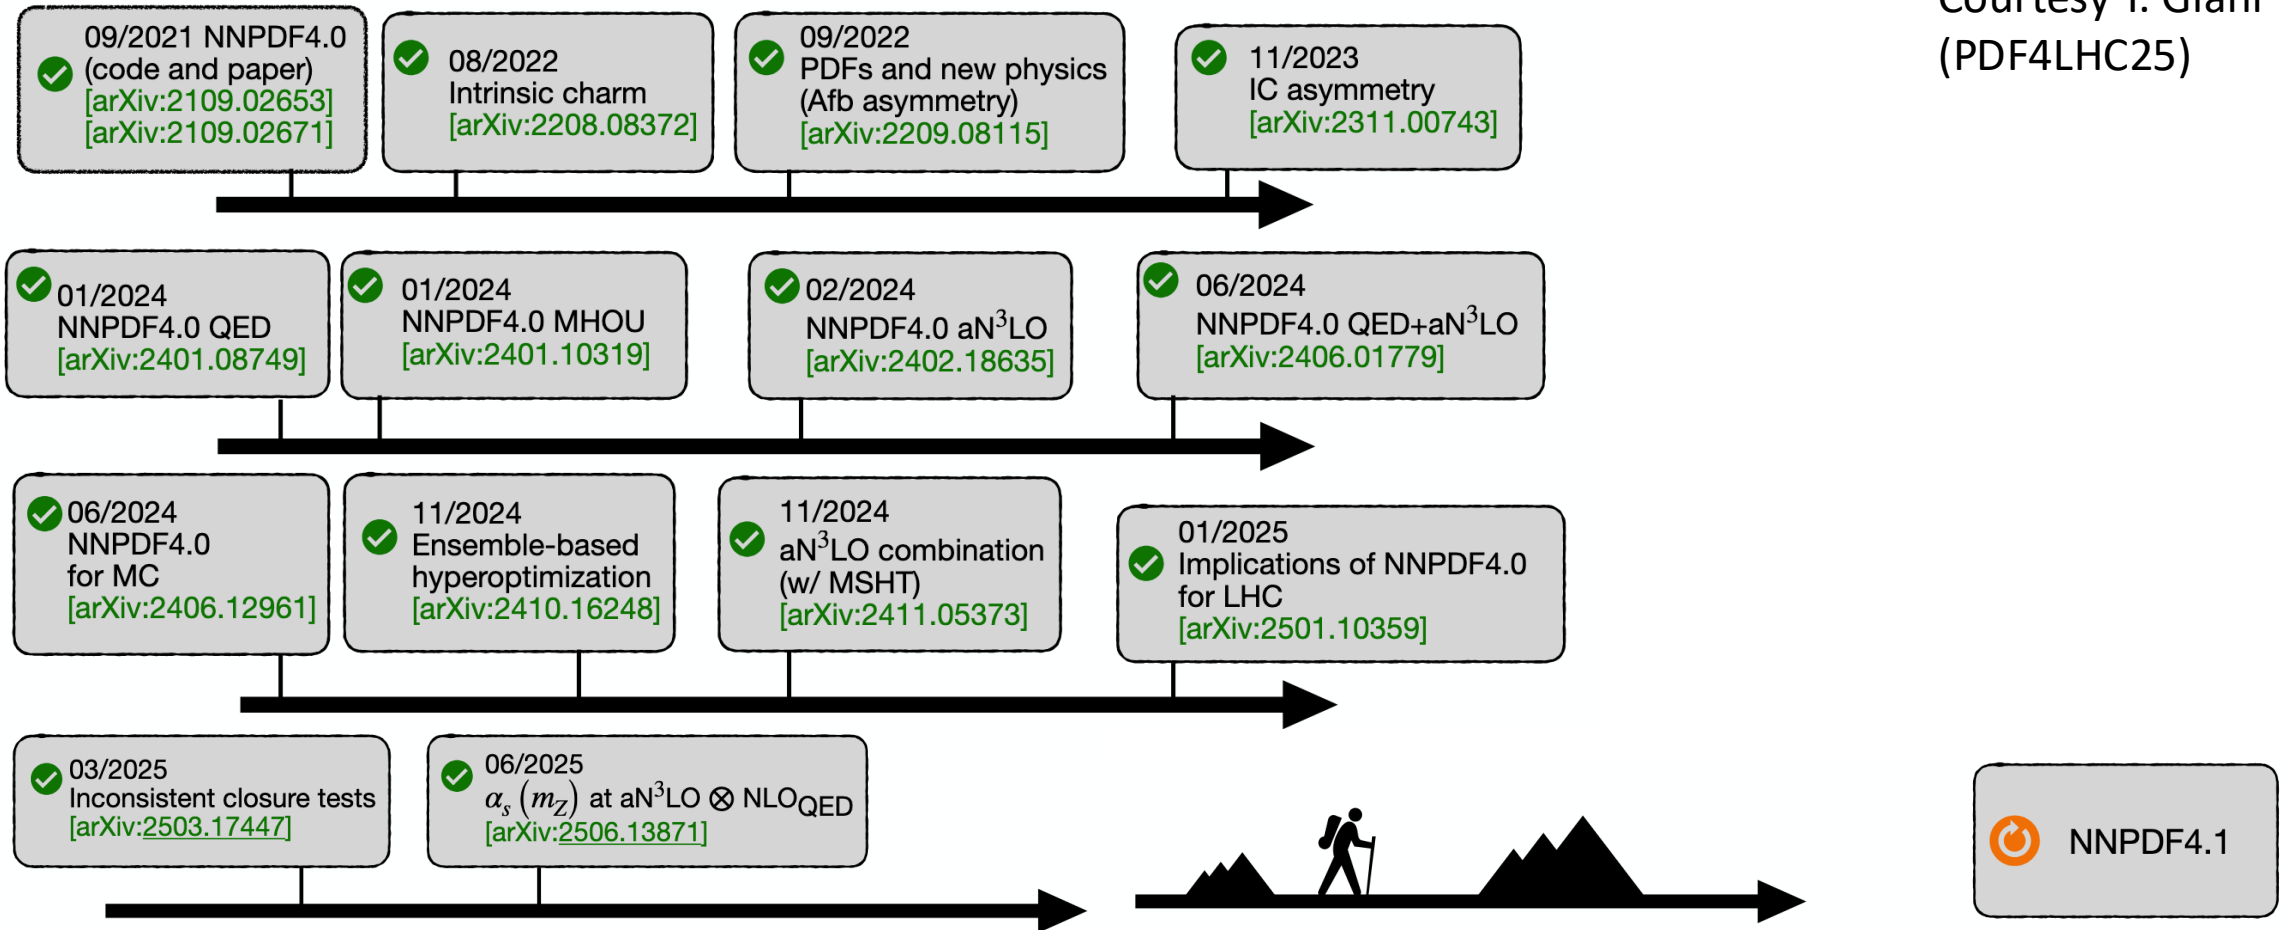 09/2021 NNPDF4.0
(code and paper)
[arXiv:2109.02653]
[arXiv:2109.02671]
08/2022
Intrinsic charm
[arXiv:2208.08372]
09/2022
PDFs and new physics
(Afb asymmetry)
[arXiv:2209.08115]
11/2023
IC asymmetry
[arXiv:2311.00743]
(PDF4LHC25)
01/2024
NNPDF4.0 QED
[arXiv:2401.08749]
01/2024
NNPDF4.0 MHOU
[arXiv:2401.10319]
02/2024
NNPDF4.0 aN³LO
[arXiv:2402.18635]
06/2024
NNPDF4.0 QED+aN³LO
[arXiv:2406.01779]
06/2024
NNPDF4.0
for MC
[arXiv:2406.12961]
11/2024
Ensemble-based
hyperoptimization
[arXiv:2410.16248]
11/2024
aN³LO combination
(w/ MSHT)
[arXiv:2411.05373]
01/2025
Implications of NNPDF4.0
for LHC
[arXiv:2501.10359]
03/2025
Inconsistent closure tests
[arXiv:2503.17447]
06/2025
αₛ (m_Z) at aN³LO ⊗ NLO_QED
[arXiv:2506.13871]
NNPDF4.1